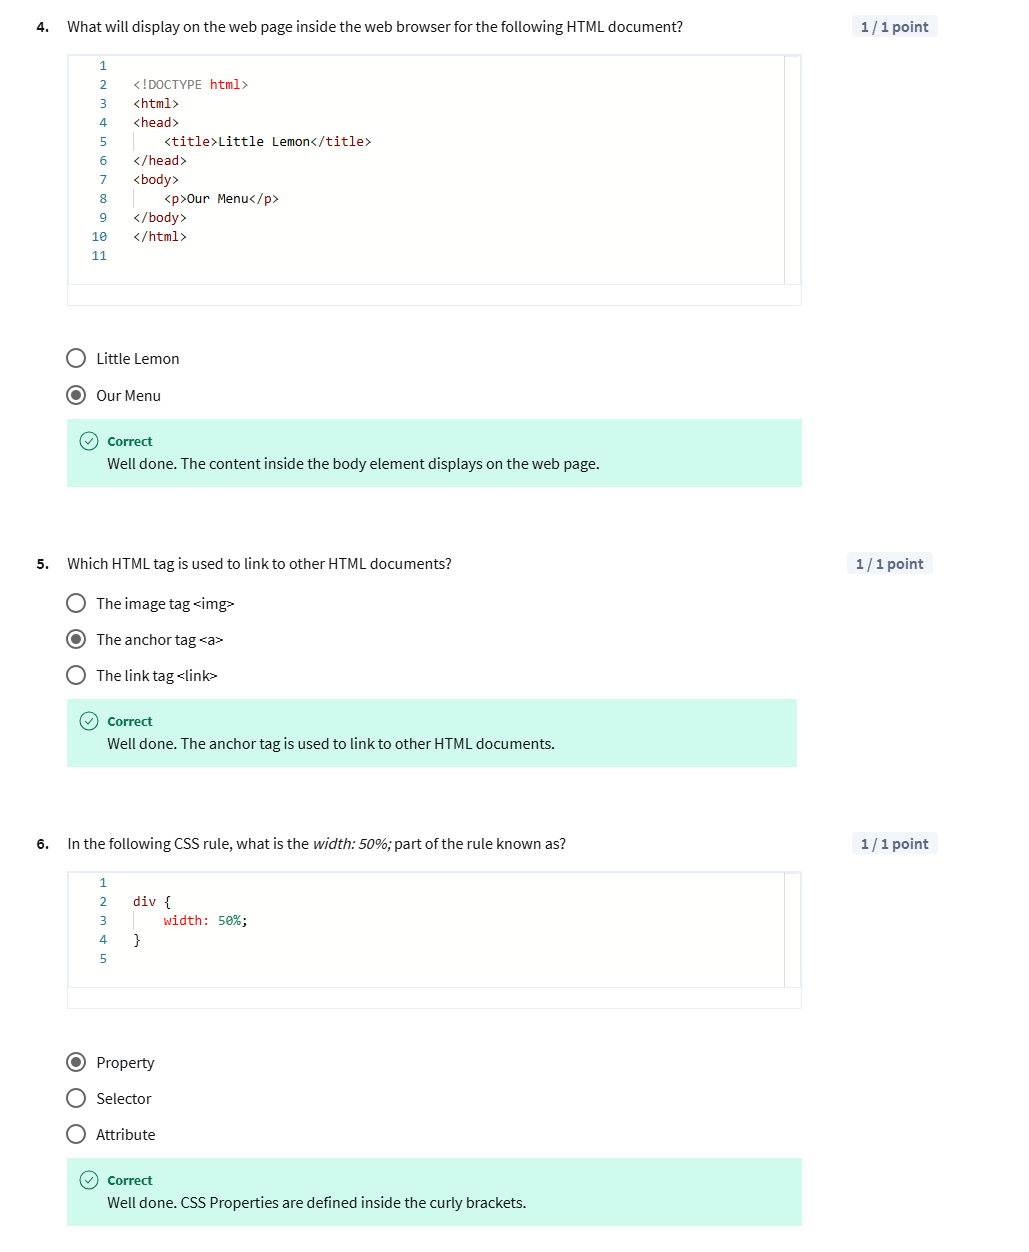 4. What will display on the web page inside the web browser for the following HTML document? 1 / 1 point
1
2 <!DOCTYPE html>
3 <html>
4 <head>
5     <title>Little Lemon</title>
6 </head>
7 <body>
8     <p>Our Menu</p>
9 </body>
10 </html>
11
Little Lemon
Our Menu
Correct
Well done. The content inside the body element displays on the web page.
5. Which HTML tag is used to link to other HTML documents? 1 / 1 point
The image tag <img>
The anchor tag <a>
The link tag <link>
Correct
Well done. The anchor tag is used to link to other HTML documents.
6. In the following CSS rule, what is the width: 50%; part of the rule known as? 1 / 1 point
1
2 div {
3     width: 50%;
4 }
5
Property
Selector
Attribute
Correct
Well done. CSS Properties are defined inside the curly brackets.